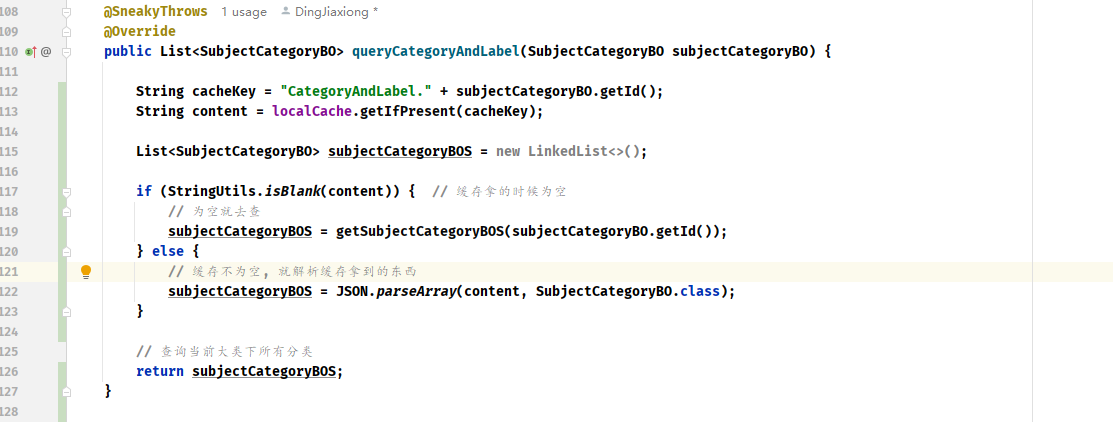 108 @SneakyThrows 1 usage DingJiaxiong *
109 @Override
110 public List<SubjectCategoryBO> queryCategoryAndLabel(SubjectCategoryBO subjectCategoryBO) {
111
112 String cacheKey = "CategoryAndLabel." + subjectCategoryBO.getId();
113 String content = localCache.getIfPresent(cacheKey);
114
115 List<SubjectCategoryBO> subjectCategoryBOS = new LinkedList<>();
116
117 if (StringUtils.isBlank(content)) { // 缓存拿的时候为空
118 // 为空就去查
119 subjectCategoryBOS = getSubjectCategoryBOS(subjectCategoryBO.getId());
120 } else {
121 // 缓存不为空, 就解析缓存拿到的东西
122 subjectCategoryBOS = JSON.parseArray(content, SubjectCategoryBO.class);
123 }
124
125 // 查询当前大类下所有分类
126 return subjectCategoryBOS;
127 }
128